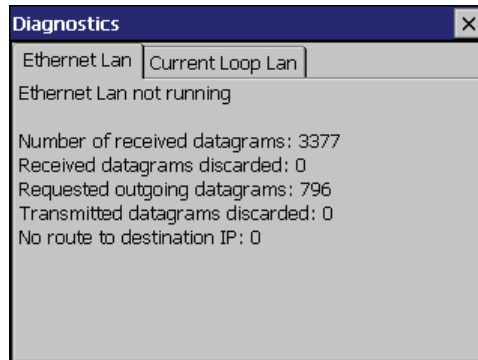 Diagnostics
Ethernet Lan Current Loop Lan
Ethernet Lan not running
Number of received datagrams: 3377
Received datagrams discarded: 0
Requested outgoing datagrams: 796
Transmitted datagrams discarded: 0
No route to destination IP: 0